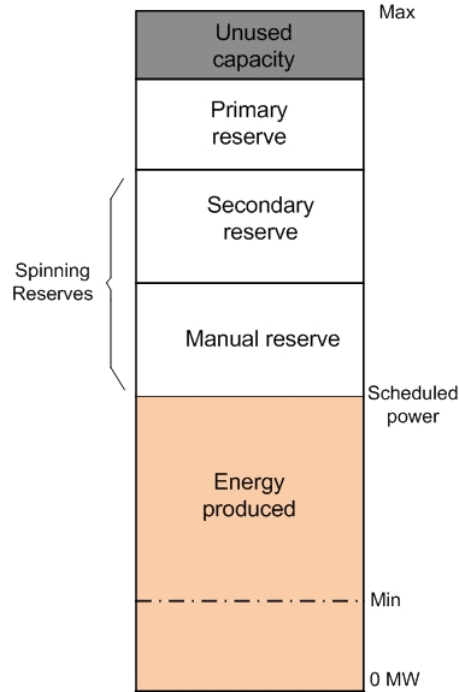 Max
Unused
capacity
Primary
reserve
Secondary
reserve
Spinning
Reserves
Manual reserve
Scheduled
power
Energy
produced
Min
0 MW